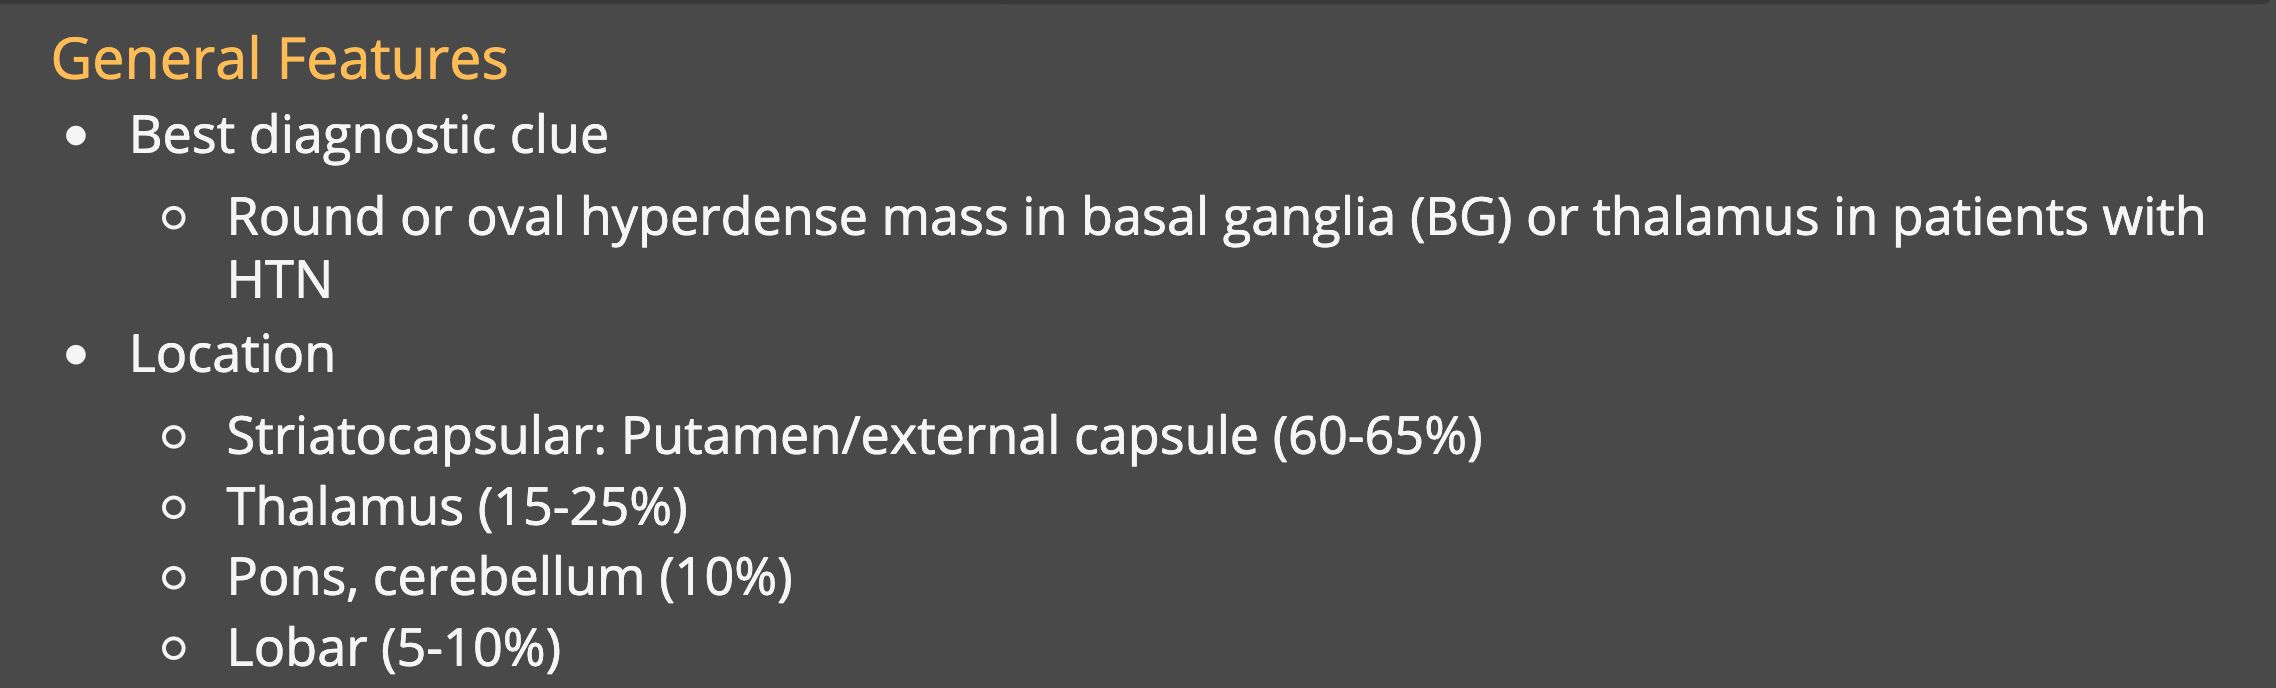 General Features
• Best diagnostic clue
○ Round or oval hyperdense mass in basal ganglia (BG) or thalamus in patients with
HTN
• Location
○ Striatocapsular: Putamen/external capsule (60-65%)
○ Thalamus (15-25%)
○ Pons, cerebellum (10%)
○ Lobar (5-10%)